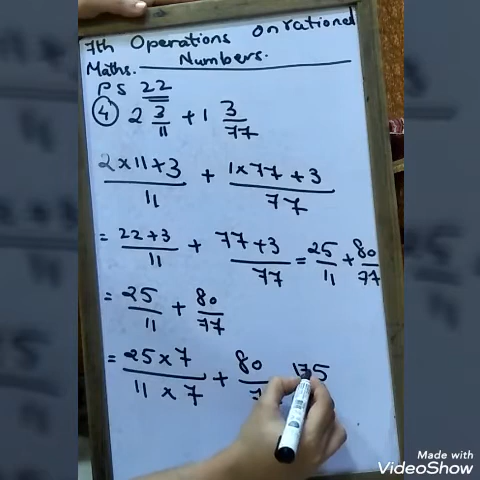 7th Operations on rational
Maths. Numbers.
PS 22
4 2 3/11 + 1 3/77
2×11+3/11 + 1×77+3/77
= 22+3/11 + 77+3/77 = 25/11 + 80/77
= 25/11 + 80/77
= 25×7/11×7 + 80/7 175
Made with
VideoShow